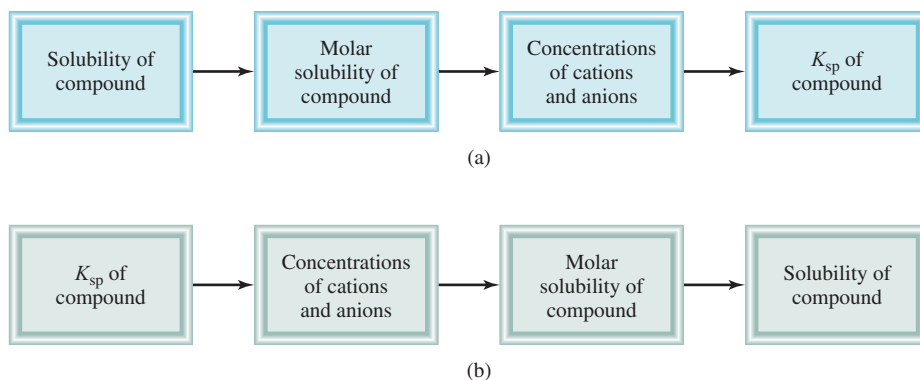 Solubility of
compound
Molar
solubility of
compound
Concentrations
of cations
and anions
Ksp of
compound
(a)
Ksp of
compound
Concentrations
of cations
and anions
Molar
solubility of
compound
Solubility of
compound
(b)